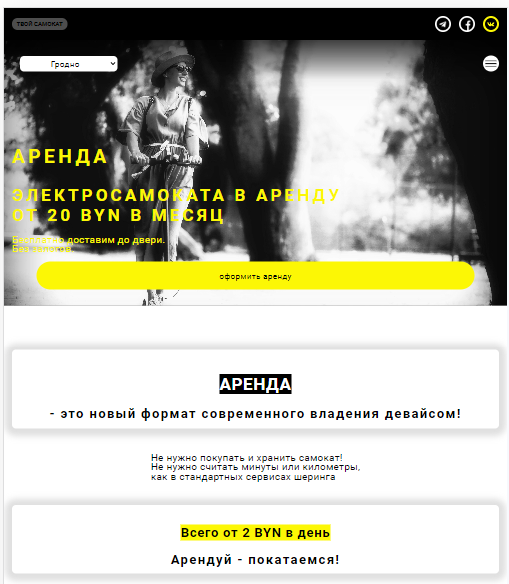 ТВОЙ САМОКАТ
Гродно
АРЕНДА
ЭЛЕКТРОСАМОКАТА В АРЕНДУ
ОТ 20 BYN В МЕСЯЦ
Бесплатно доставим до двери.
Без залогов.
оформить аренду
АРЕНДА
- это новый формат современного владения девайсом!
Не нужно покупать и хранить самокат!
Не нужно считать минуты или километры,
как в стандартных сервисах шеринга
Всего от 2 BYN в день
Арендуй - покатаемся!